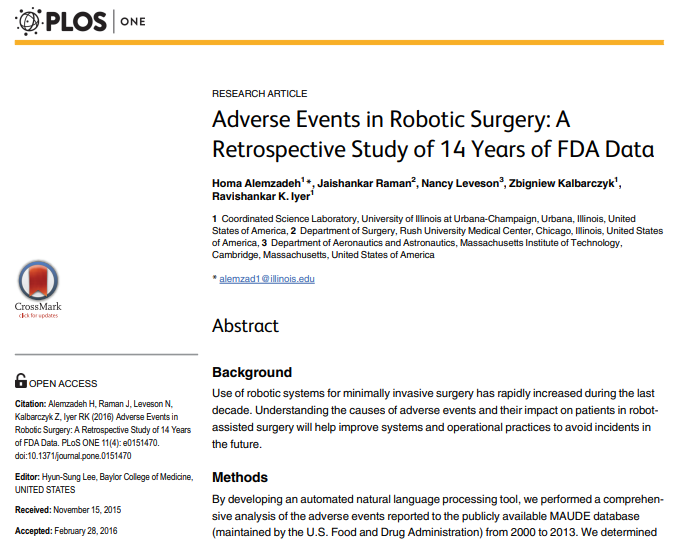 PLOS | ONE
RESEARCH ARTICLE
Adverse Events in Robotic Surgery: A
Retrospective Study of 14 Years of FDA Data
Homa Alemzadeh1*, Jaishankar Raman2, Nancy Leveson3, Zbigniew Kalbarczyk1,
Ravishankar K. Iyer1
1 Coordinated Science Laboratory, University of Illinois at Urbana-Champaign, Urbana, Illinois, United
States of America, 2 Department of Surgery, Rush University Medical Center, Chicago, Illinois, United States
of America, 3 Department of Aeronautics and Astronautics, Massachusetts Institute of Technology,
Cambridge, Massachusetts, United States of America
* alemzad1@illinois.edu
CrossMark
click for updates
Abstract
Background
Use of robotic systems for minimally invasive surgery has rapidly increased during the last
decade. Understanding the causes of adverse events and their impact on patients in robot-
assisted surgery will help improve systems and operational practices to avoid incidents in
the future.
Methods
By developing an automated natural language processing tool, we performed a comprehen-
sive analysis of the adverse events reported to the publicly available MAUDE database
(maintained by the U.S. Food and Drug Administration) from 2000 to 2013. We determined
OPEN ACCESS
Citation: Alemzadeh H, Raman J, Leveson N,
Kalbarczyk Z, Iyer RK (2016) Adverse Events in
Robotic Surgery: A Retrospective Study of 14 Years
of FDA Data. PLoS ONE 11(4): e0151470.
doi:10.1371/journal.pone.0151470
Editor: Hyun-Sung Lee, Baylor College of Medicine,
UNITED STATES
Received: November 15, 2015
Accepted: February 28, 2016